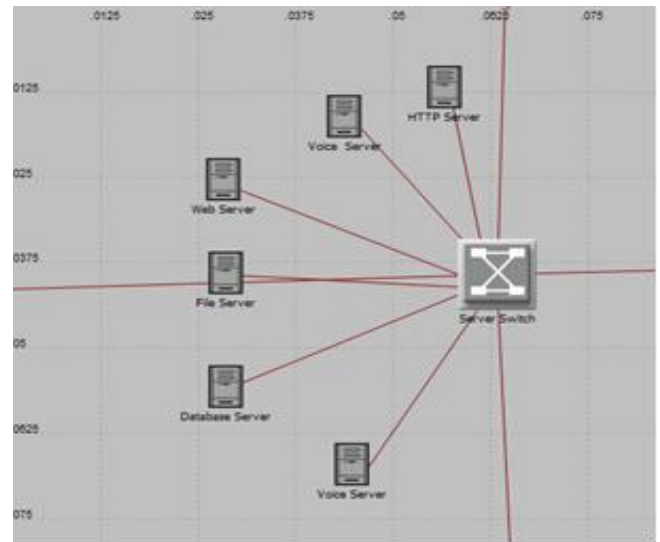 .0125 .025 .0375 .05 .0625 .075
0125
HTTP Server
Voice Server
025
Web Server
0375
File Server
Server Switch
05
Database Server
0625
Voice Server
075